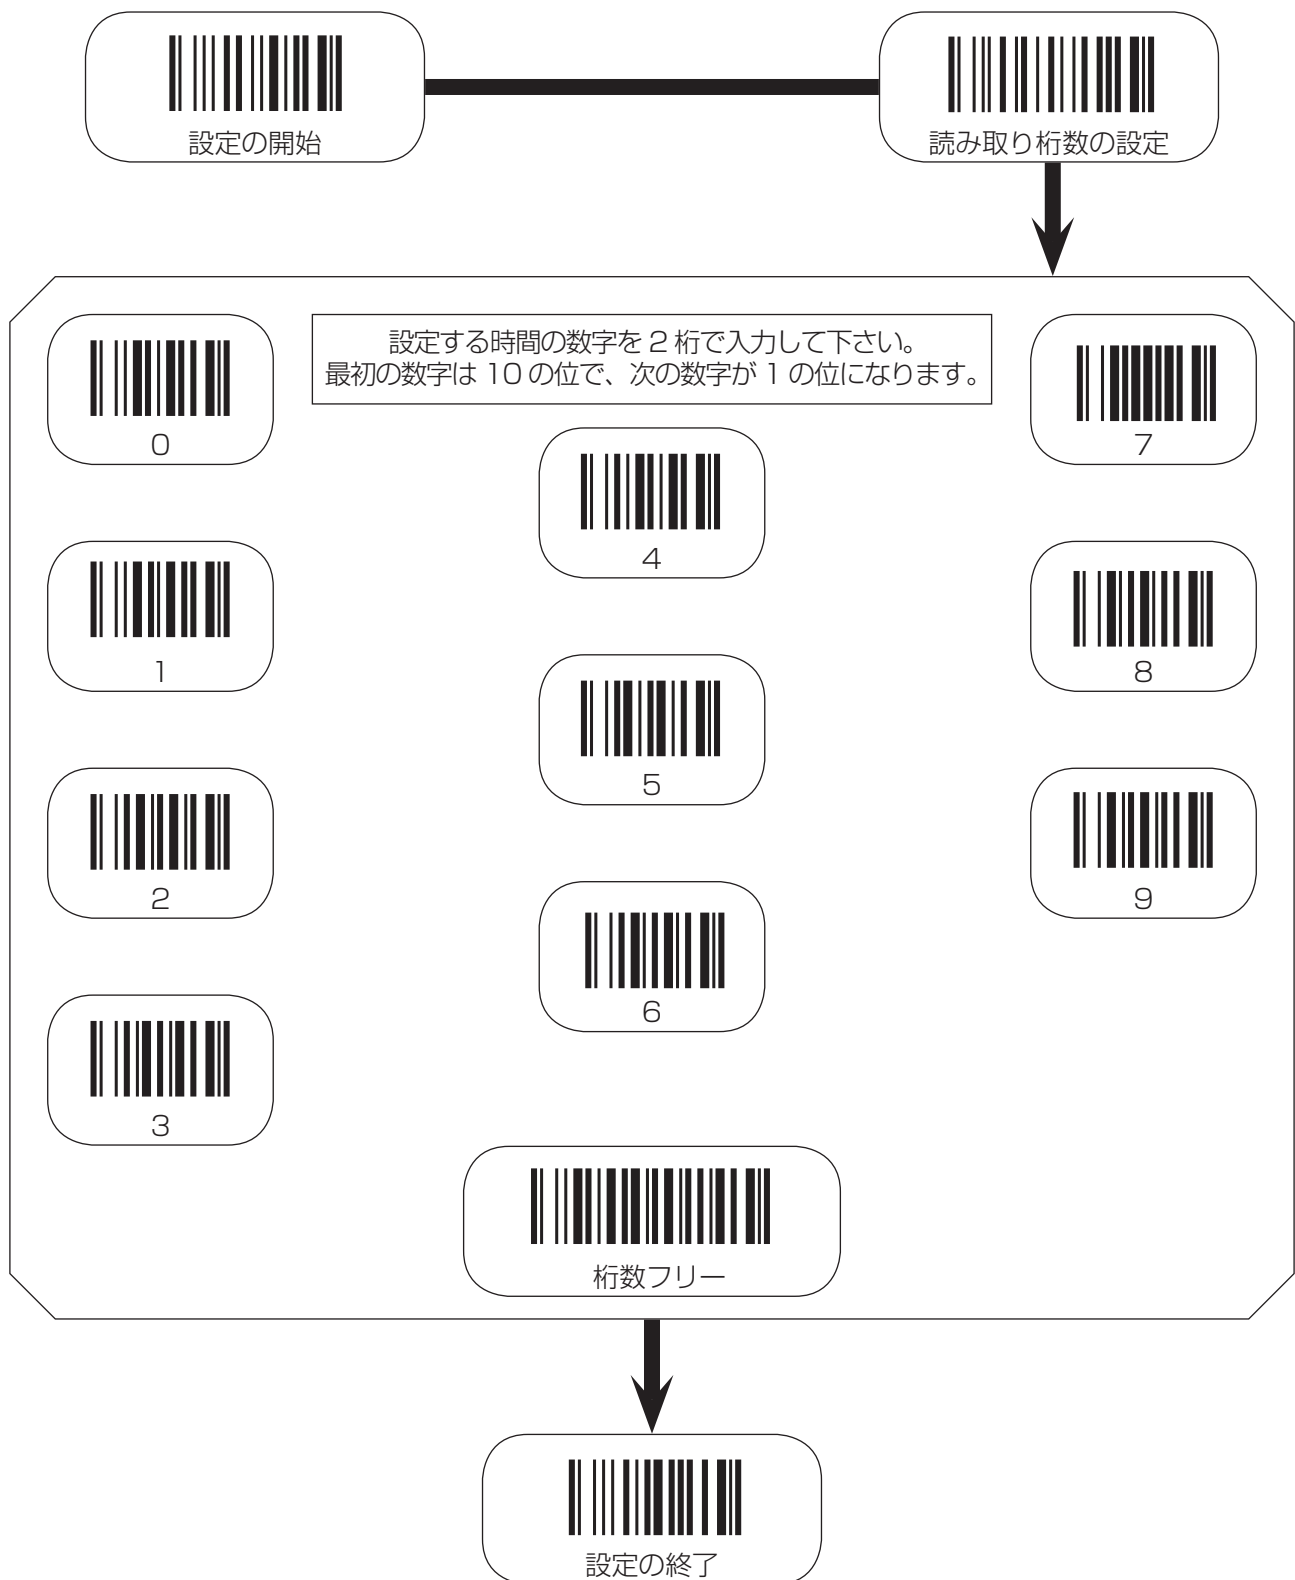 設定の開始
読み取り桁数の設定
設定する時間の数字を2桁で入力して下さい。
最初の数字は10の位で、次の数字が1の位になります。
0
7
4
1
8
5
2
9
6
3
桁数フリー
設定の終了